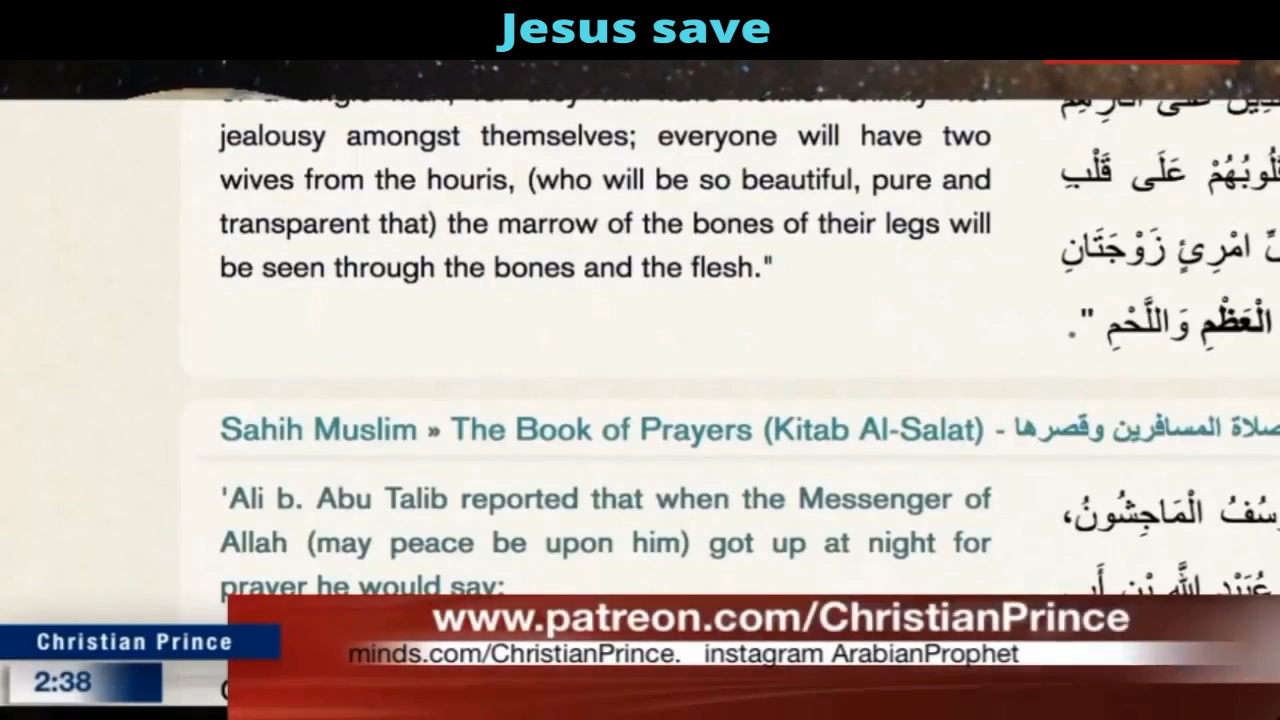 Jesus save
jealousy amongst themselves; everyone will have two
wives from the houris, (who will be so beautiful, pure and
transparent that) the marrow of the bones of their legs will
be seen through the bones and the flesh."
قَلْبِ عَلَى
امْرِئٍ زَوْجَتَانِ
الْعَظْمِ وَاللَّحْمِ ".
Sahih Muslim » The Book of Prayers (Kitab Al-Salat) - صلاة المسافرين وقصرها
'Ali b. Abu Talib reported that when the Messenger of
Allah (may peace be upon him) got up at night for
prayer he would say:
الْمَاجِشُونُ،
www.patreon.com/ChristianPrince
Christian Prince
minds.com/ChristianPrince. instagram ArabianProphet
2:38